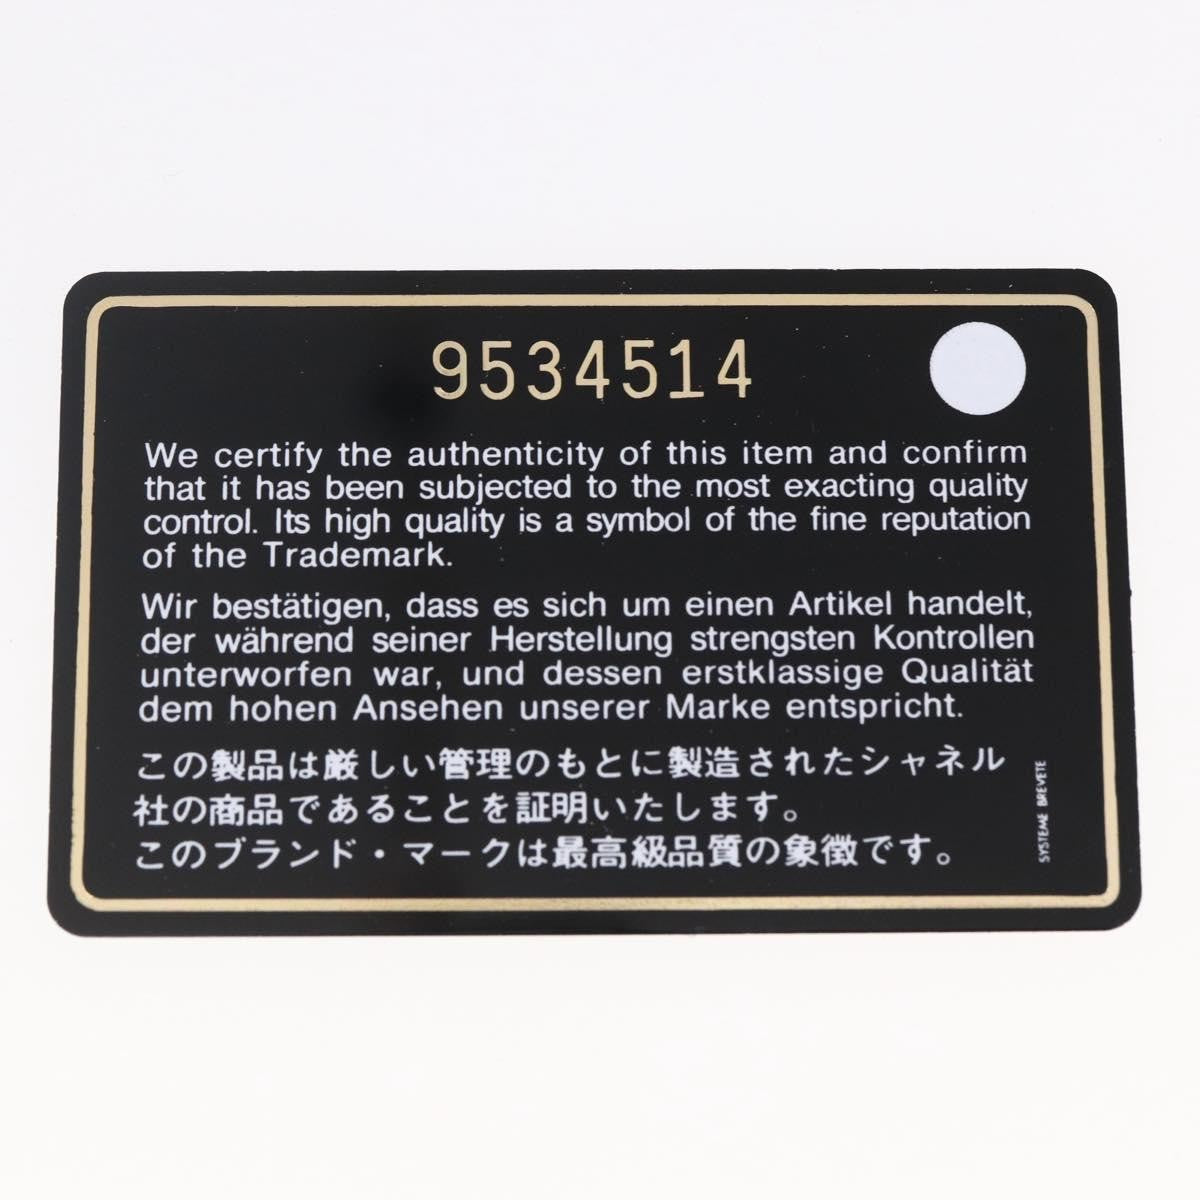 9534514
We certify the authenticity of this item and confirm
that it has been subjected to the most exacting quality
control. Its high quality is a symbol of the fine reputation
of the Trademark.
Wir bestätigen, dass es sich um einen Artikel handelt,
der während seiner Herstellung strengsten Kontrollen
unterworfen war, und dessen erstklassige Qualität
dem hohen Ansehen unserer Marke entspricht.
この製品は厳しい管理のもとに製造されたシャネル
社の商品であることを証明いたします。
このブランド・マークは最高級品質の象徴です。
SYSTEME BREVETE